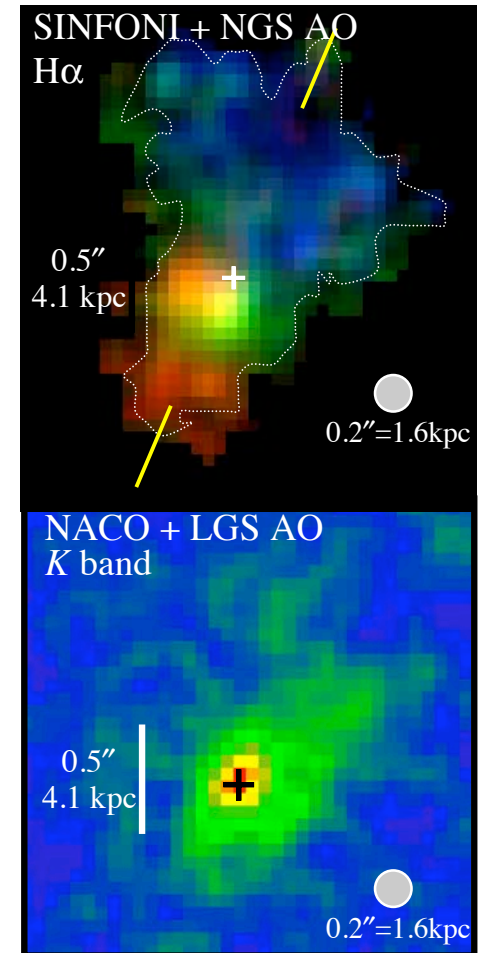 SINFONI + NGS AO
Hα
0.5″
4.1 kpc
0.2″=1.6kpc
NACO + LGS AO
K band
0.5″
4.1 kpc
0.2″=1.6kpc